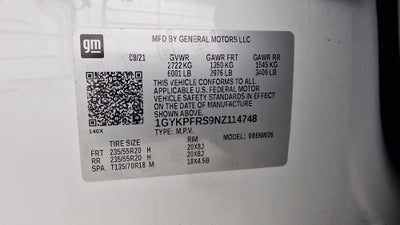 gm
MFD BY GENERAL MOTORS LLC
08/21 GVWR GAWR FRT GAWR RR
2722 KG 1350 KG 1545 KG
6001 LB 2976 LB 3406 LB
THIS VEHICLE CONFORMS TO ALL
APPLICABLE U.S. FEDERAL MOTOR
VEHICLE SAFETY STANDARDS IN EFFECT
ON THE DATE OF MANUFACTURE SHOWN
ABOVE.
1GYKPFRS9NZ114748
TYPE: M.P.V.
140X
MODEL: 9B6NW26
TIRE SIZE RIM
FRT 235/55R20 H 20X8J
RR 235/55R20 H 20X8J
SPA T135/70R18 M 18X4.5B